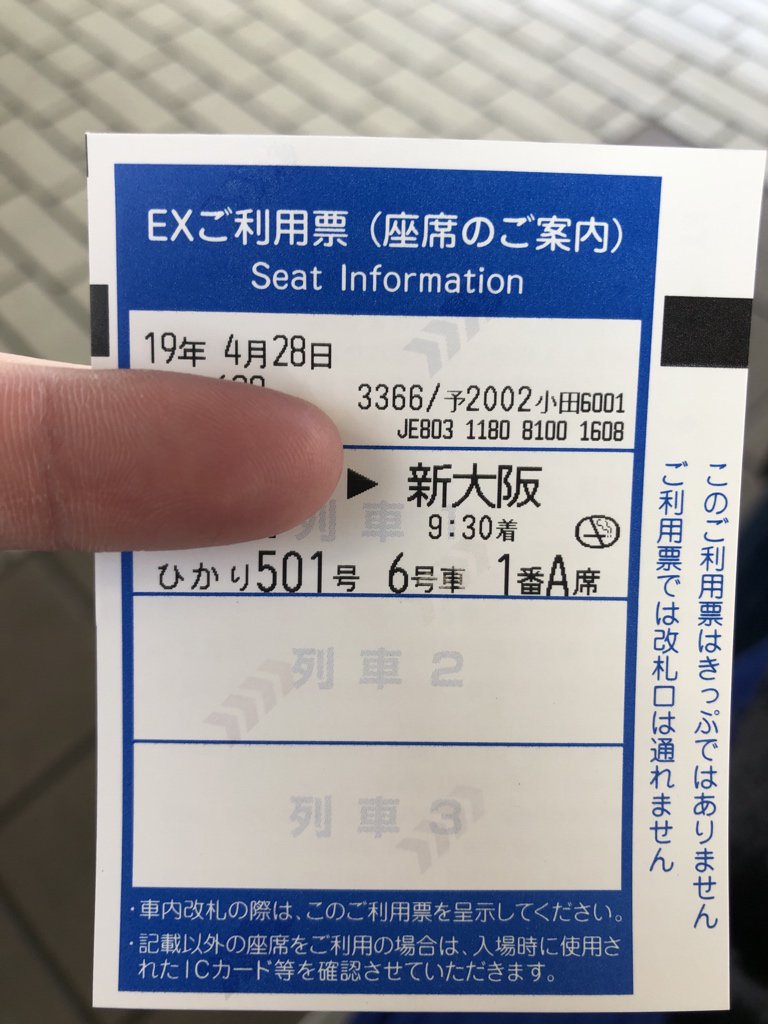 EXご利用票（座席のご案内）
Seat Information
19年 4月28日
3366/予2002小田6001
JE803 1180 8100 1608
▶ 新大阪
列車1
9:30着
ひかり501号 6号車 1番A席
列車2
列車3
・車内改札の際は、このご利用票を呈示してください。
・記載以外の座席をご利用の場合は、入場時に使用さ
れたICカード等を確認させていただきます。
このご利用票はきっぷではありません
ご利用票では改札口は通れません